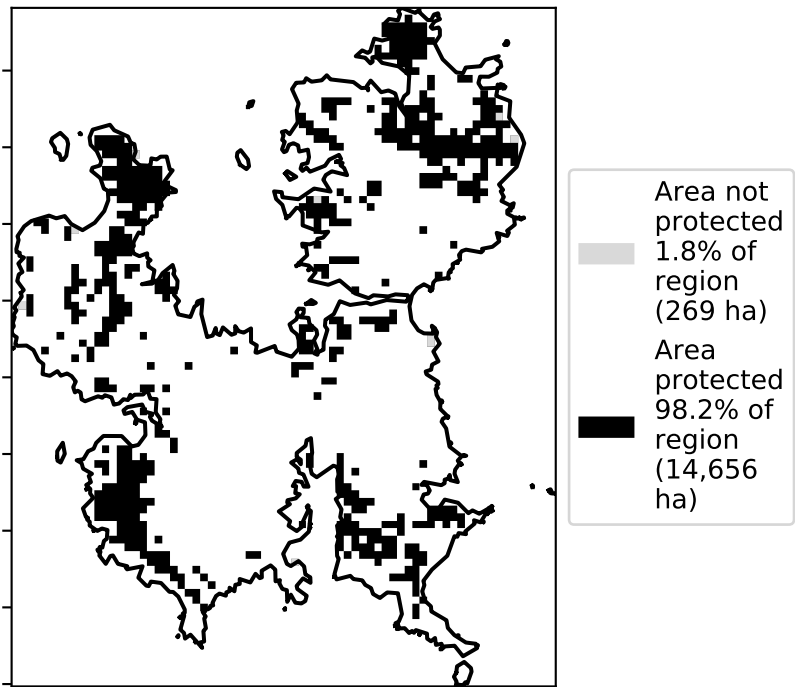 Area not
protected
1.8% of
region
(269 ha)
Area
protected
98.2% of
region
(14,656
ha)